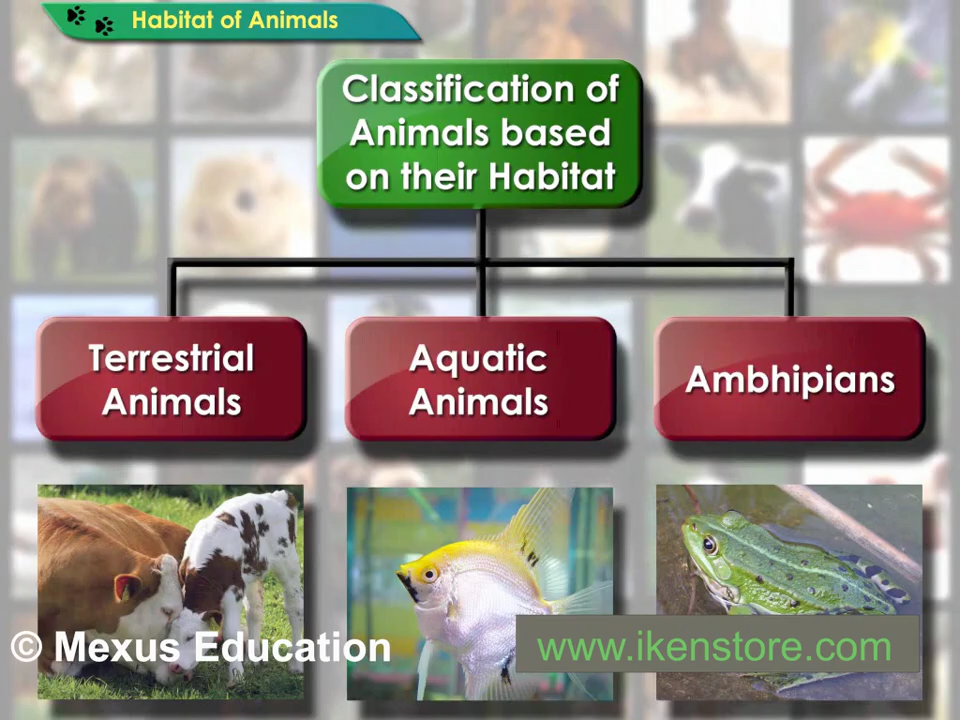 Habitat of Animals
Classification of
Animals based
on their Habitat
Terrestrial
Animals
Aquatic
Animals
Ambhipians
© Mexus Education
www.ikenstore.com